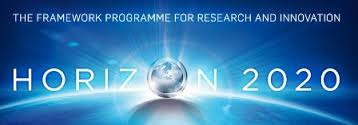 THE FRAMEWORK PROGRAMME FOR RESEARCH AND INNOVATION
HORIZON 2020